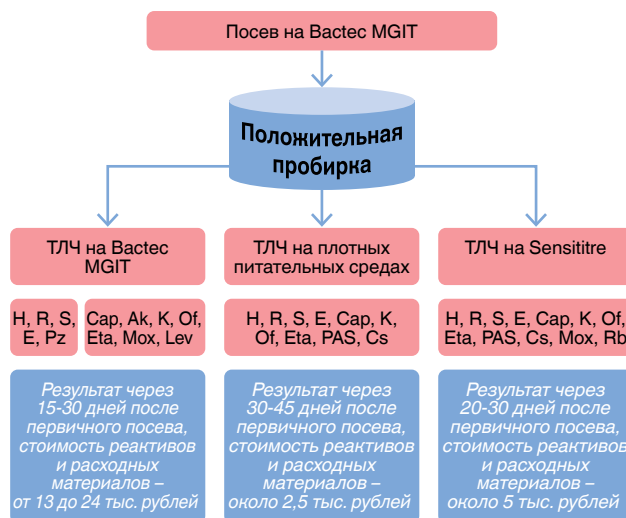 Посев на Bactec MGIT
Положительная
пробирка
ТЛЧ на Bactec
MGIT
H, R, S,
E, Pz
Cap, Ak, K, Of,
Eta, Mox, Lev
Результат через
15-30 дней после
первичного посева,
стоимость реактивов
и расходных
материалов –
от 13 до 24 тыс. рублей
ТЛЧ на плотных
питательных средах
H, R, S, E, Cap, K,
Of, Eta, PAS, Cs
Результат через
30-45 дней после
первичного посева,
стоимость реактивов
и расходных
материалов –
около 2,5 тыс. рублей
ТЛЧ на Sensititre
H, R, S, E, Cap, K, Of,
Eta, PAS, Cs, Mox, Rb
Результат через
20-30 дней после
первичного посева,
стоимость реактивов
и расходных
материалов –
около 5 тыс. рублей